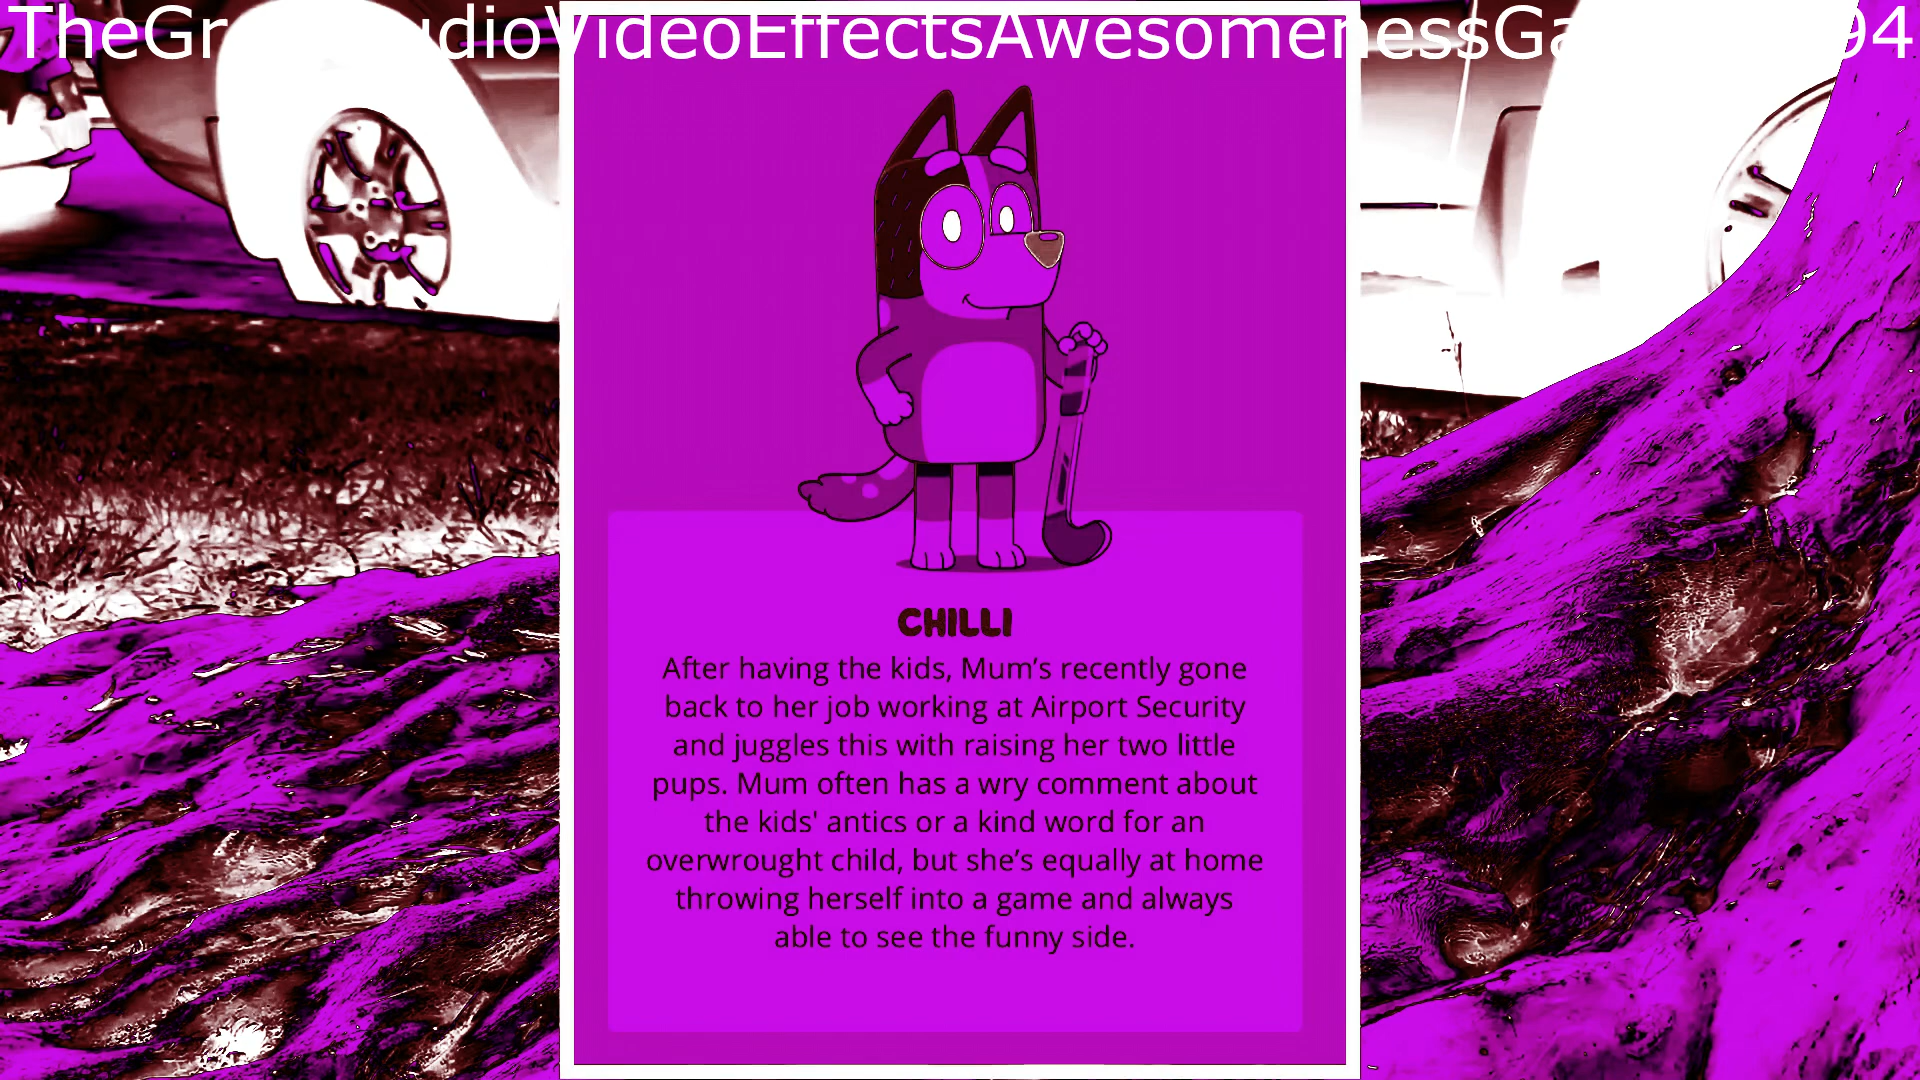 TheGr udioVideoEffectsAwesomenessGa 94
CHILLI
After having the kids, Mum’s recently gone
back to her job working at Airport Security
and juggles this with raising her two little
pups. Mum often has a wry comment about
the kids' antics or a kind word for an
overwrought child, but she’s equally at home
throwing herself into a game and always
able to see the funny side.